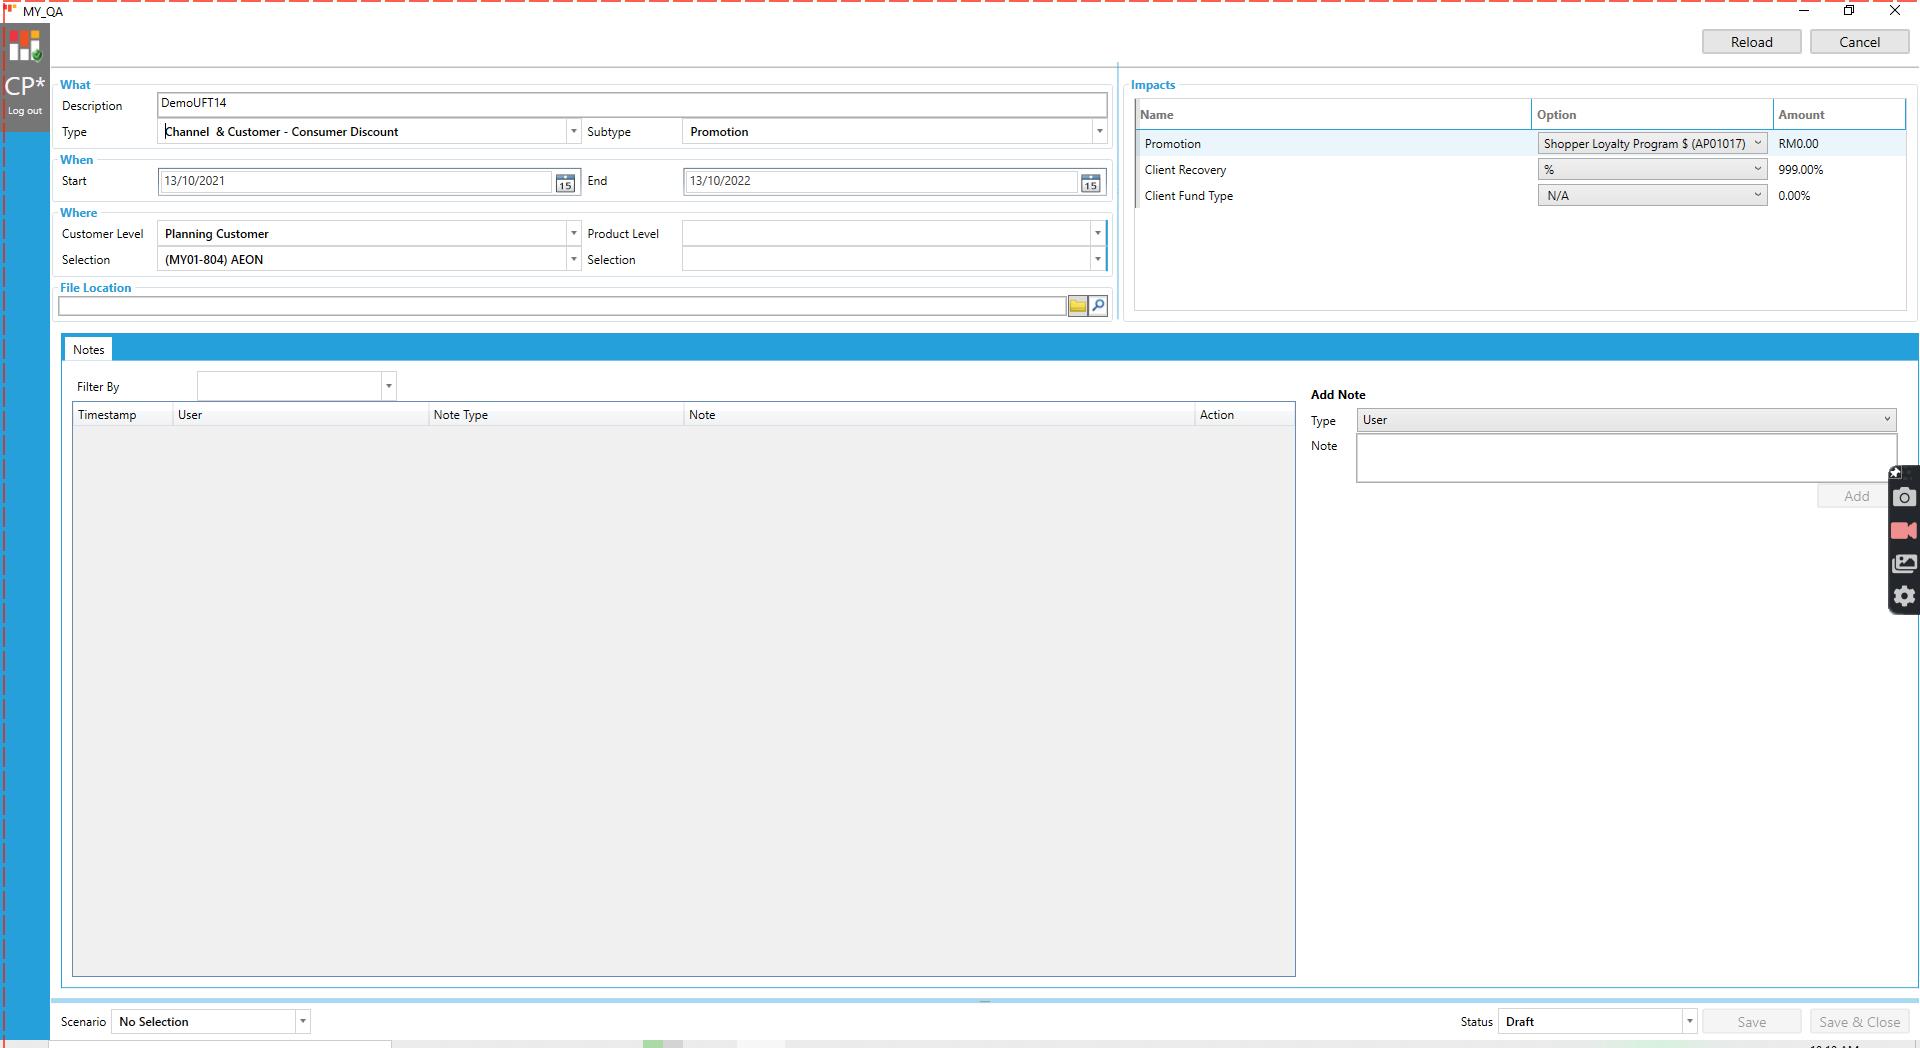 MY_QA
Reload
Cancel
CP*
Log out
What
Description
DemoUFT14
Type
Channel & Customer - Consumer Discount
Subtype
Promotion
When
Start
13/10/2021
15
End
13/10/2022
15
Where
Customer Level
Planning Customer
Product Level
Selection
(MY01-804) AEON
Selection
File Location
Impacts
Name
Option
Amount
Promotion
Shopper Loyalty Program $ (AP01017)
RM0.00
Client Recovery
%
999.00%
Client Fund Type
N/A
0.00%
Notes
Filter By
Timestamp
User
Note Type
Note
Action
Add Note
Type
User
Note
Add
Scenario
No Selection
Status
Draft
Save
Save & Close